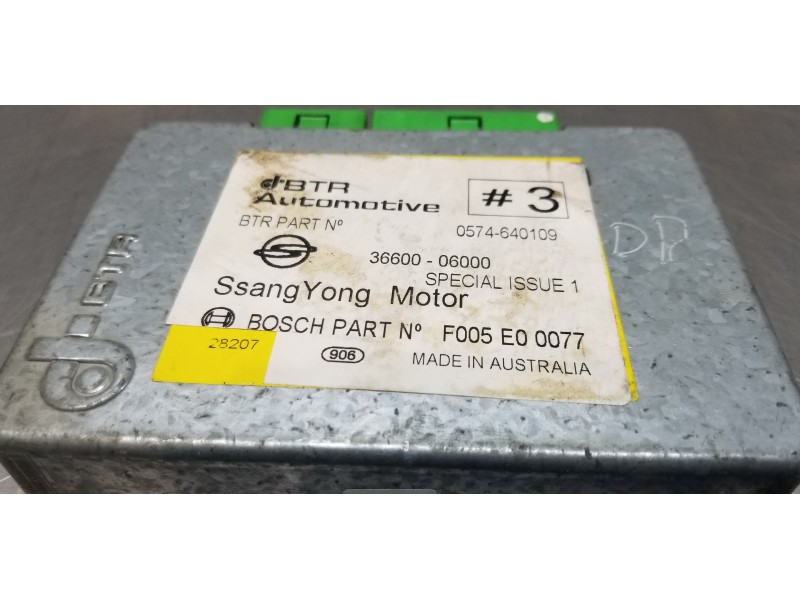 BTR
BTR
Automotive
# 3
BTR PART Nº
0574-640109
36600 - 06000
SPECIAL ISSUE 1
SsangYong Motor
BOSCH PART Nº F005 E0 0077
28207
906
MADE IN AUSTRALIA